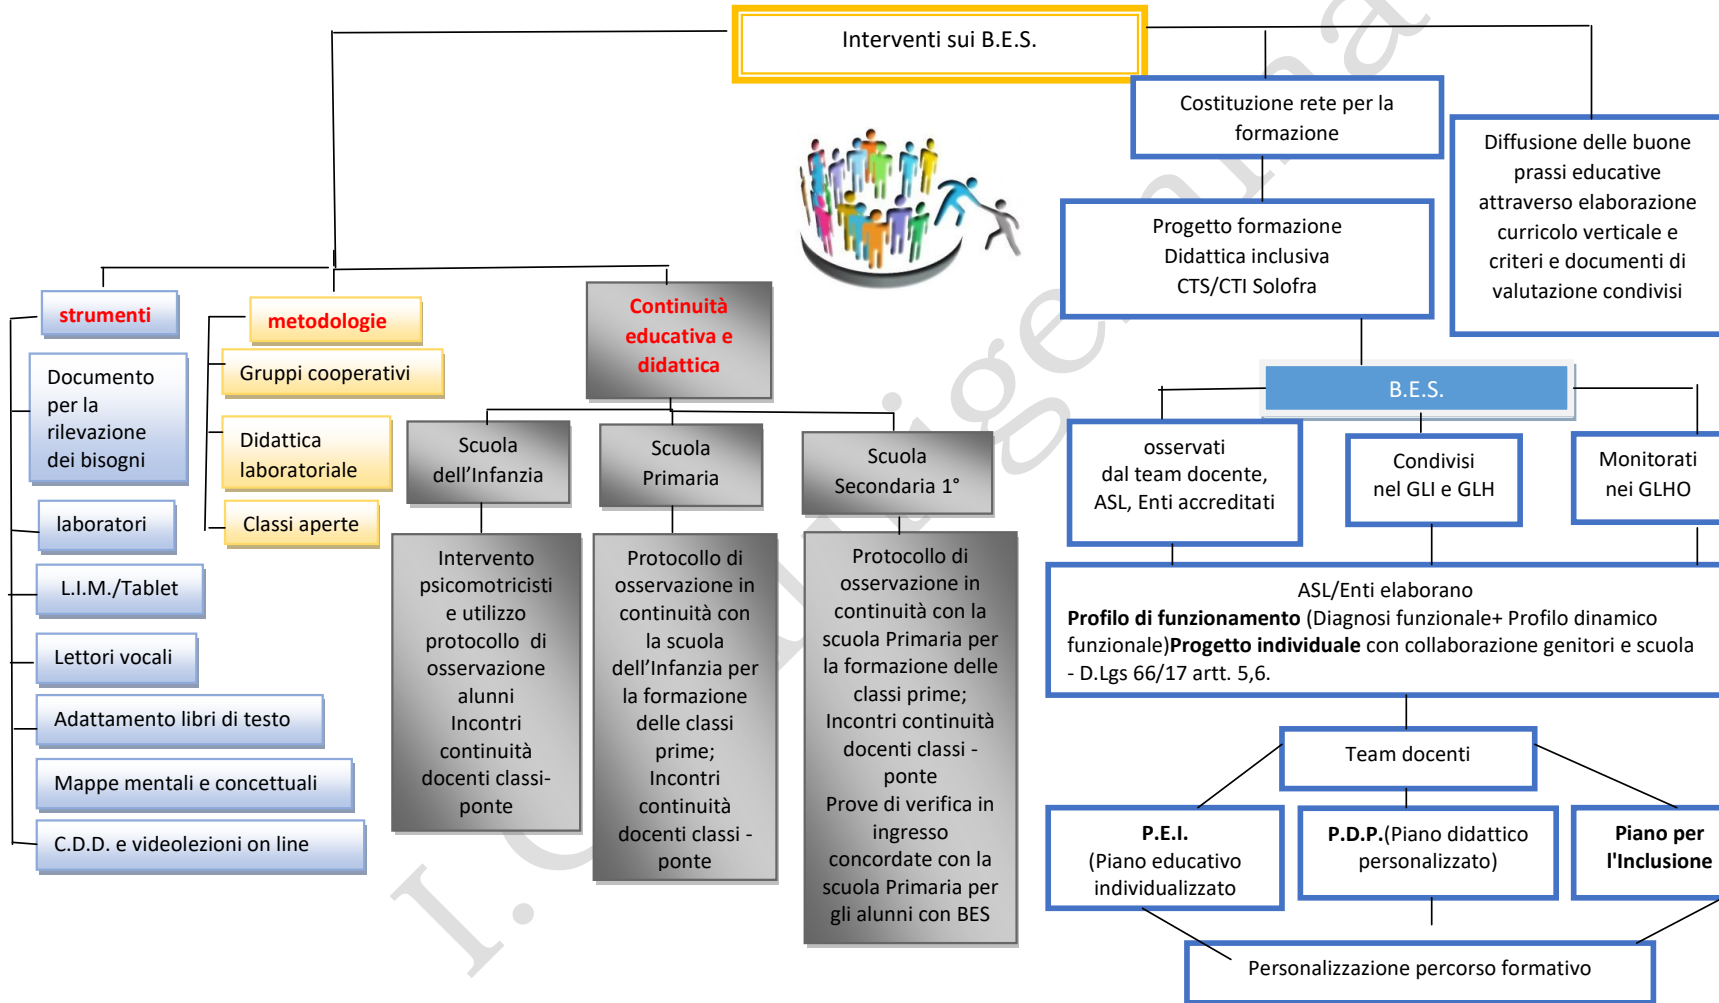 Interventi sui B.E.S.
Costituzione rete per la
formazione
Diffusione delle buone
prassi educative
attraverso elaborazione
curricolo verticale e
criteri e documenti di
valutazione condivisi
Progetto formazione
Didattica inclusiva
CTS/CTI Solofra
strumenti
Documento
per la
rilevazione
dei bisogni
laboratori
L.I.M./Tablet
Lettori vocali
Adattamento libri di testo
Mappe mentali e concettuali
C.D.D. e videolezioni on line
metodologie
Gruppi cooperativi
Didattica
laboratoriale
Classi aperte
Continuità
educativa e
didattica
Scuola
dell’Infanzia
Intervento
psicomotricisti
e utilizzo
protocollo di
osservazione
alunni
Incontri
continuità
docenti classi-
ponte
Scuola
Primaria
Protocollo di
osservazione in
continuità con
la scuola
dell’Infanzia per
la formazione
delle classi
prime;
Incontri
continuità
docenti classi -
ponte
Scuola
Secondaria 1°
Protocollo di
osservazione in
continuità con la
scuola Primaria per
la formazione delle
classi prime;
Incontri continuità
docenti classi -
ponte
Prove di verifica in
ingresso
concordate con la
scuola Primaria per
gli alunni con BES
B.E.S.
osservati
dal team docente,
ASL, Enti accreditati
Condivisi
nel GLI e GLH
Monitorati
nei GLHO
ASL/Enti elaborano
Profilo di funzionamento (Diagnosi funzionale+ Profilo dinamico
funzionale)Progetto individuale con collaborazione genitori e scuola
- D.Lgs 66/17 artt. 5,6.
Team docenti
P.E.I.
(Piano educativo
individualizzato
P.D.P.(Piano didattico
personalizzato)
Piano per
l'Inclusione
Personalizzazione percorso formativo